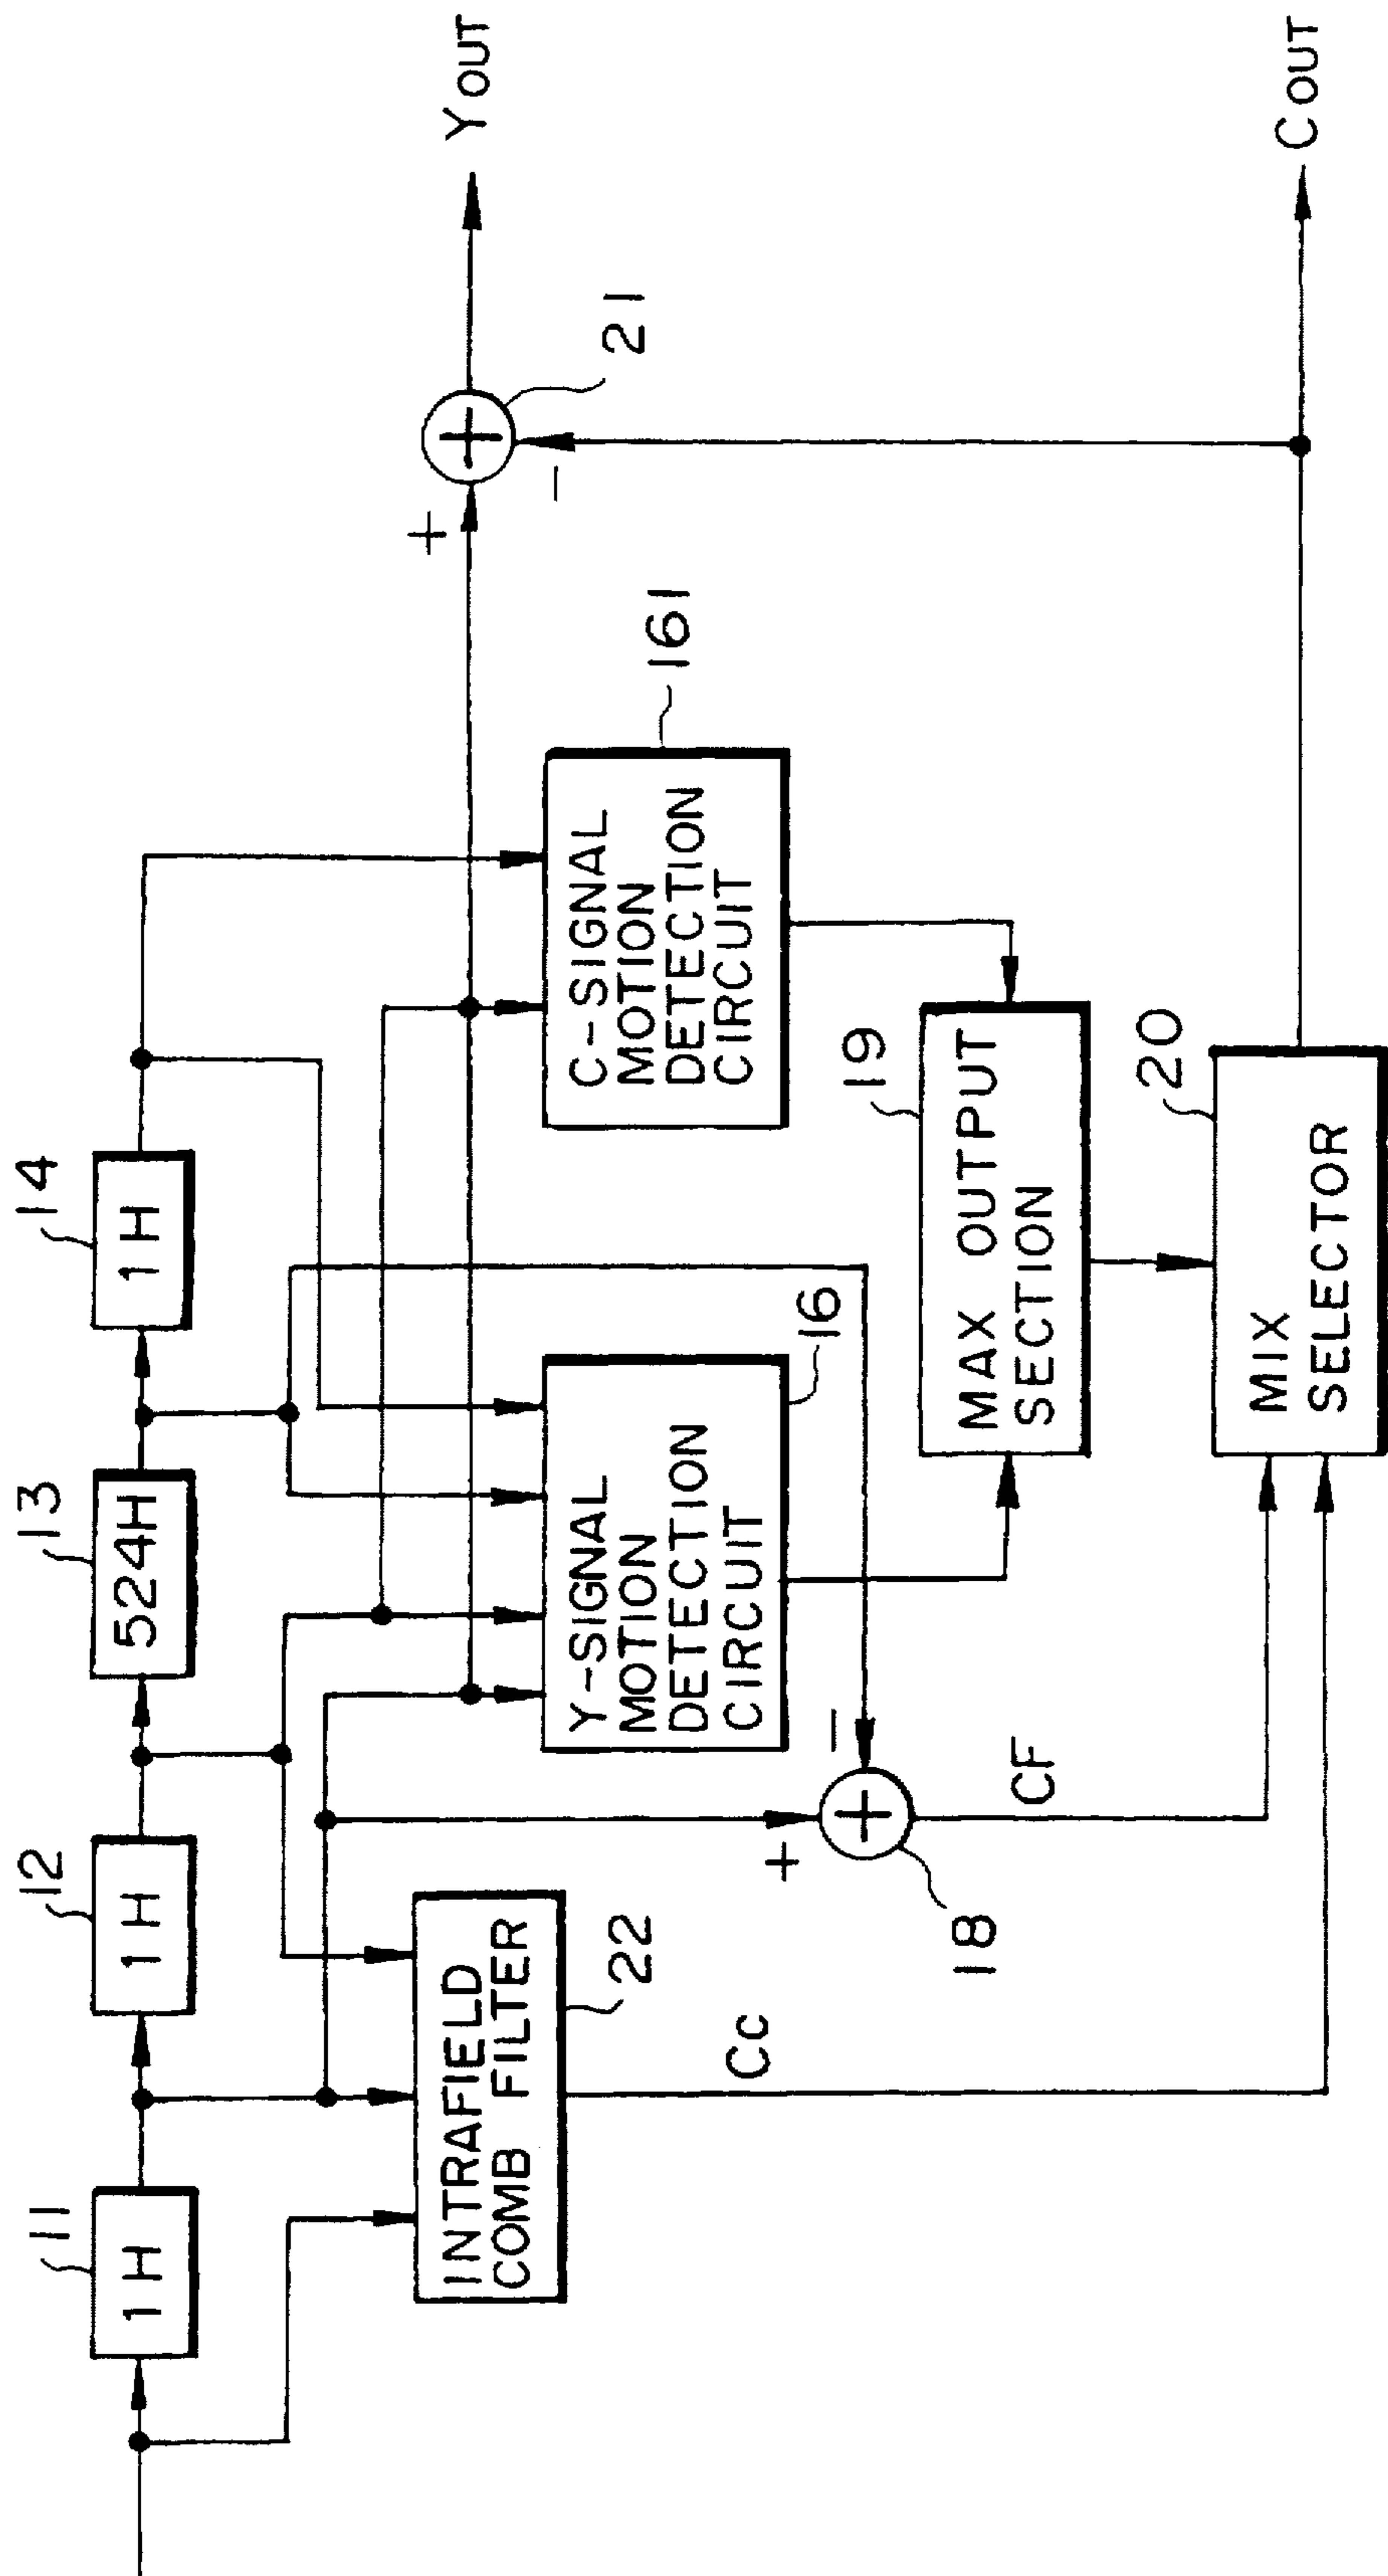 11
1H
12
1H
13
524H
14
1H
INTRAFIELD
COMB FILTER
22
Y-SIGNAL
MOTION
DETECTION
CIRCUIT
16
C-SIGNAL
MOTION
DETECTION
CIRCUIT
161
+
-
+
18
CF
Cc
MAX OUTPUT
SECTION
19
MIX
SELECTOR
20
+
-
+
21
YOUT
COUT